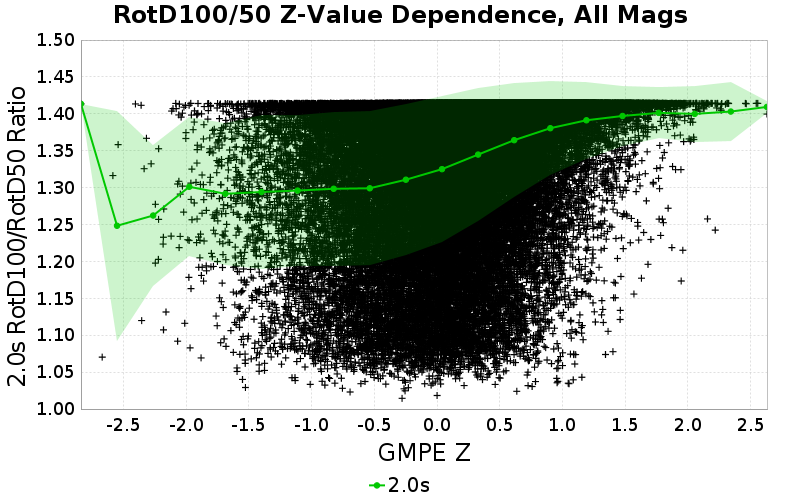 RotD100/50 Z-Value Dependence, All Mags
2.0s RotD100/RotD50 Ratio
1.50
1.45
1.40
1.35
1.30
1.25
1.20
1.15
1.10
1.05
1.00
-2.5 -2.0 -1.5 -1.0 -0.5 0.0 0.5 1.0 1.5 2.0 2.5
GMPE Z
2.0s